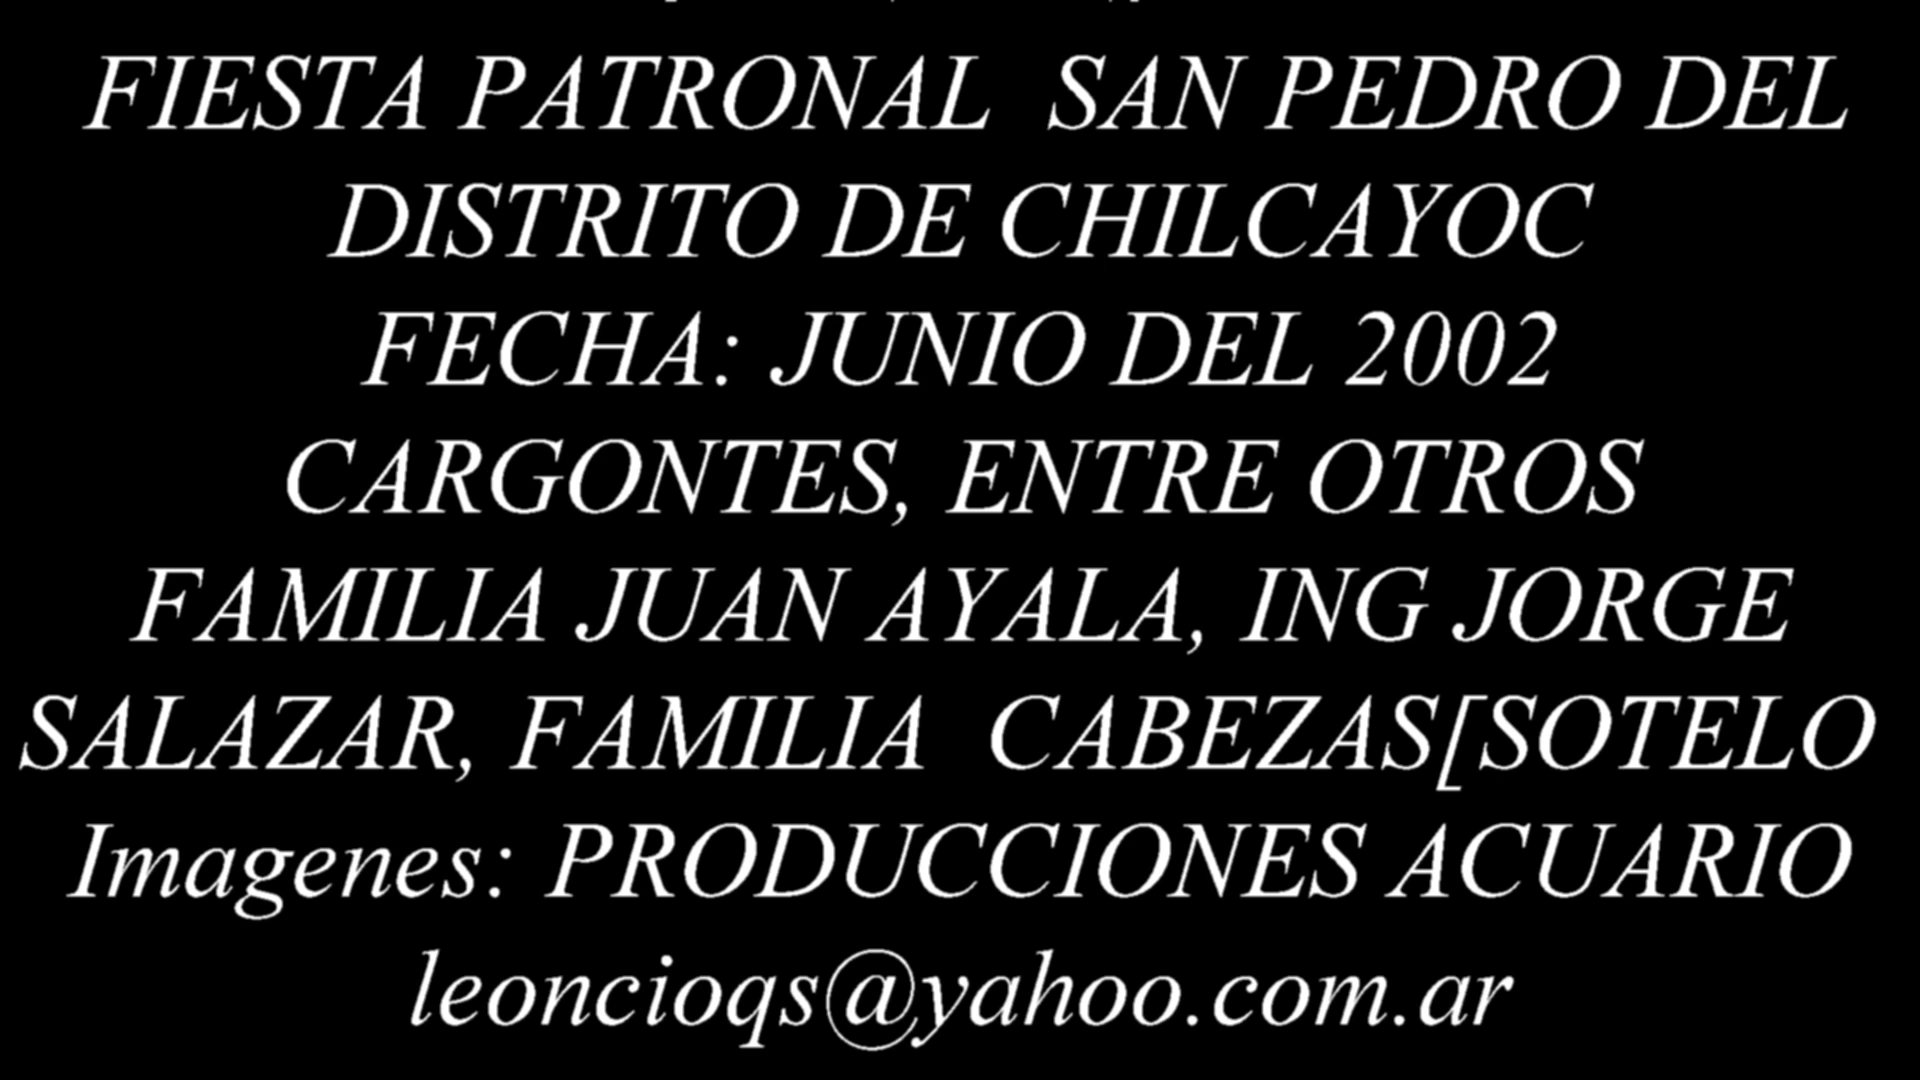 FIESTA PATRONAL  SAN PEDRO DEL
DISTRITO DE CHILCAYOC
FECHA: JUNIO DEL 2002
CARGONTES, ENTRE OTROS
FAMILIA JUAN AYALA, ING JORGE
SALAZAR, FAMILIA  CABEZAS[SOTELO
Imagenes: PRODUCCIONES ACUARIO
leoncioqs@yahoo.com.ar